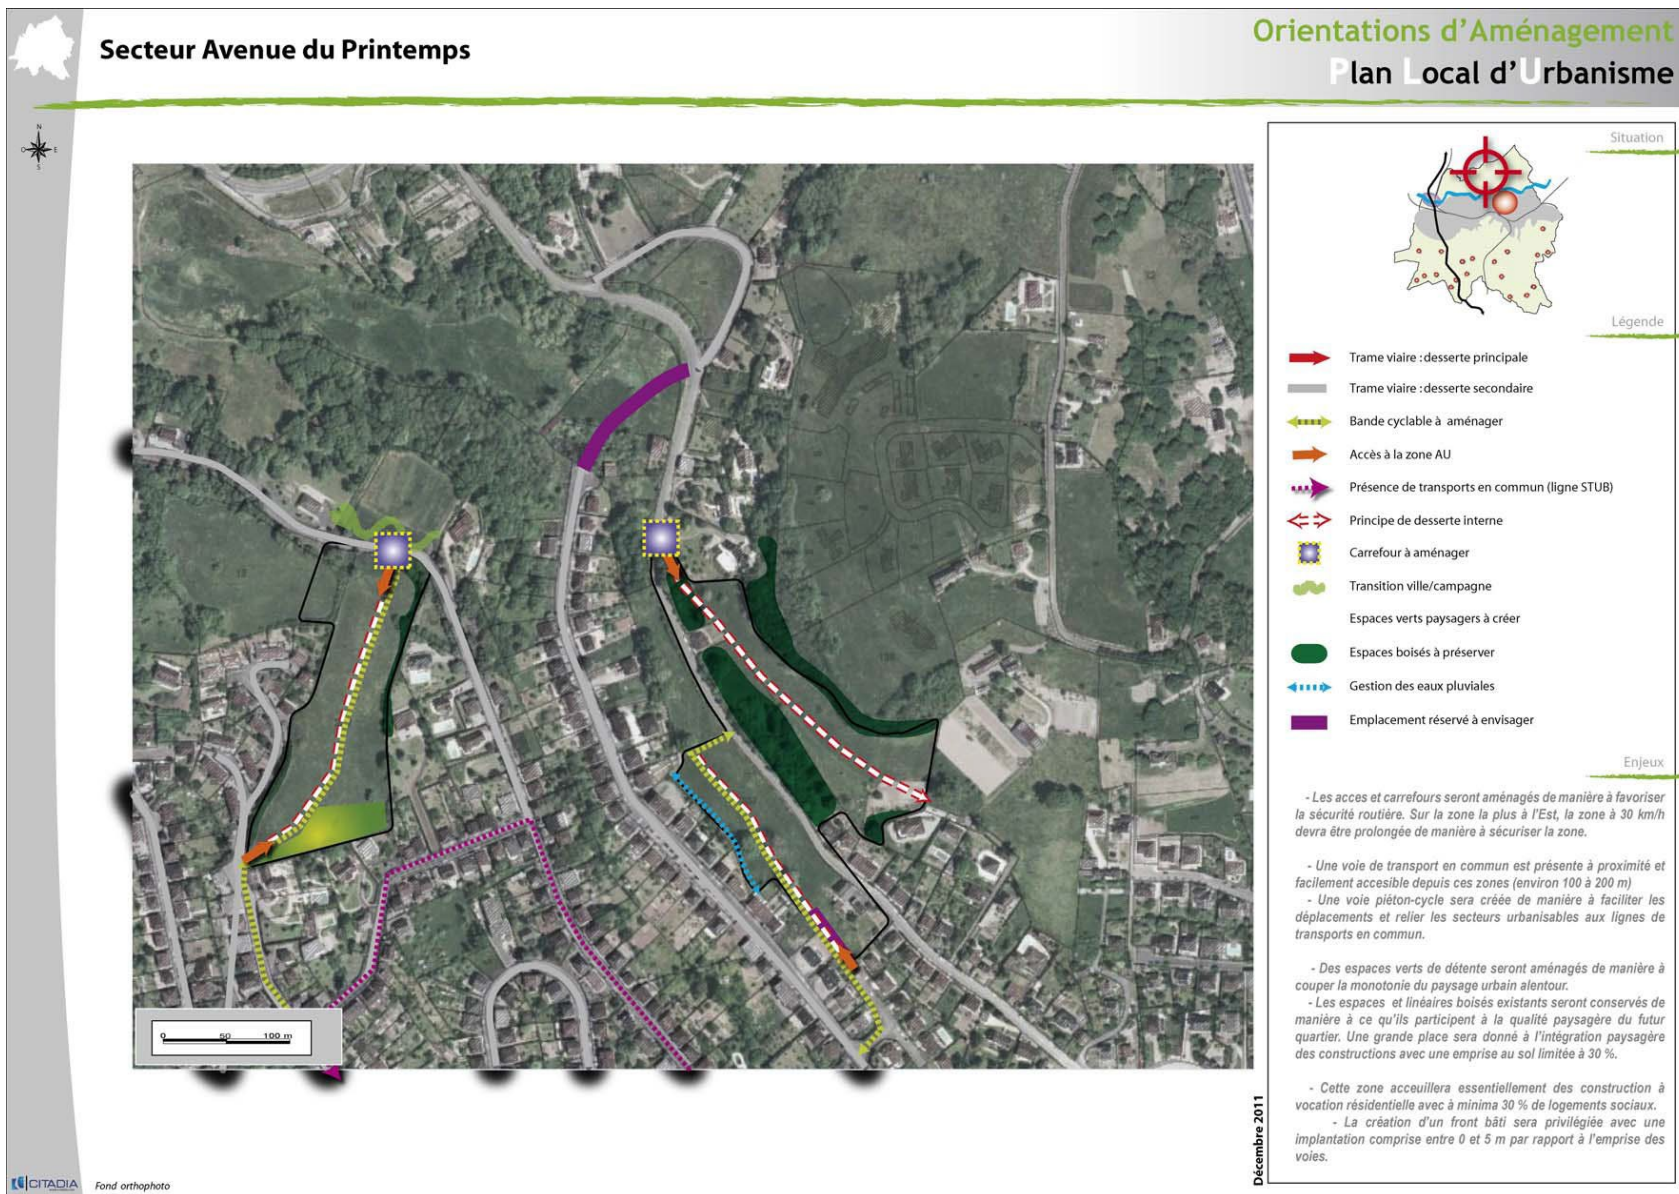 Secteur Avenue du Printemps
Orientations d'Aménagement
Plan Local d'Urbanisme
N
O
E
S
Situation
Légende
Trame viaire : desserte principale
Trame viaire : desserte secondaire
Bande cyclable à aménager
Accès à la zone AU
Présence de transports en commun (ligne STUB)
Principe de desserte interne
Carrefour à aménager
Transition ville/campagne
Espaces verts paysagers à créer
Espaces boisés à préserver
Gestion des eaux pluviales
Emplacement réservé à envisager
Enjeux
- Les acces et carrefours seront aménagés de manière à favoriser
la sécurité routière. Sur la zone la plus à l'Est, la zone à 30 km/h
devra être prolongée de manière à sécuriser la zone.
- Une voie de transport en commun est présente à proximité et
facilement accesible depuis ces zones (environ 100 à 200 m)
- Une voie piéton-cycle sera créée de manière à faciliter les
déplacements et relier les secteurs urbanisables aux lignes de
transports en commun.
- Des espaces verts de détente seront aménagés de manière à
couper la monotonie du paysage urbain alentour.
- Les espaces et linéaires boisés existants seront conservés de
manière à ce qu'ils participent à la qualité paysagère du futur
quartier. Une grande place sera donné à l'intégration paysagère
des constructions avec une emprise au sol limitée à 30 %.
- Cette zone acceuillera essentiellement des construction à
vocation résidentielle avec à minima 30 % de logements sociaux.
- La création d'un front bâti sera privilégiée avec une
implantation comprise entre 0 et 5 m par rapport à l'emprise des
voies.
0 50 100 m
Décembre 2011
CITADIA
Fond orthophoto